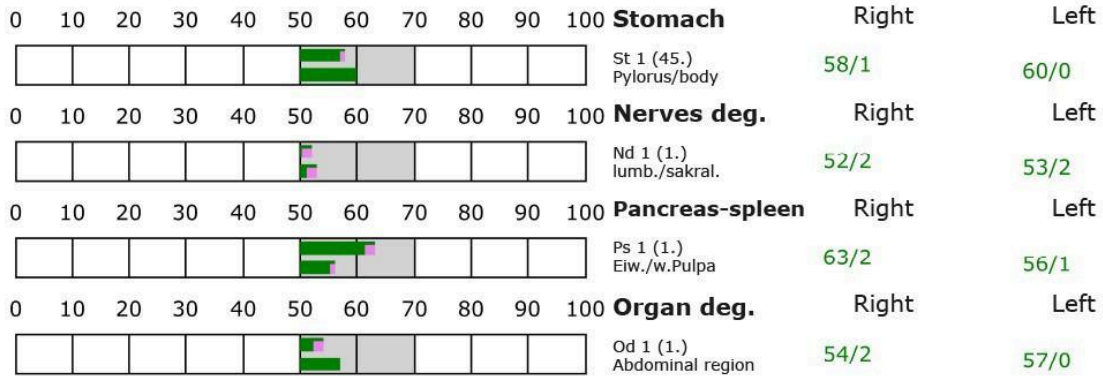 0 10 20 30 40 50 60 70 80 90 100 Stomach Right Left
St 1 (45.)
Pylorus/body
58/1 60/0
0 10 20 30 40 50 60 70 80 90 100 Nerves deg. Right Left
Nd 1 (1.)
lumb./sakral.
52/2 53/2
0 10 20 30 40 50 60 70 80 90 100 Pancreas-spleen Right Left
Ps 1 (1.)
Eiw./w.Pulpa
63/2 56/1
0 10 20 30 40 50 60 70 80 90 100 Organ deg. Right Left
Od 1 (1.)
Abdominal region
54/2 57/0